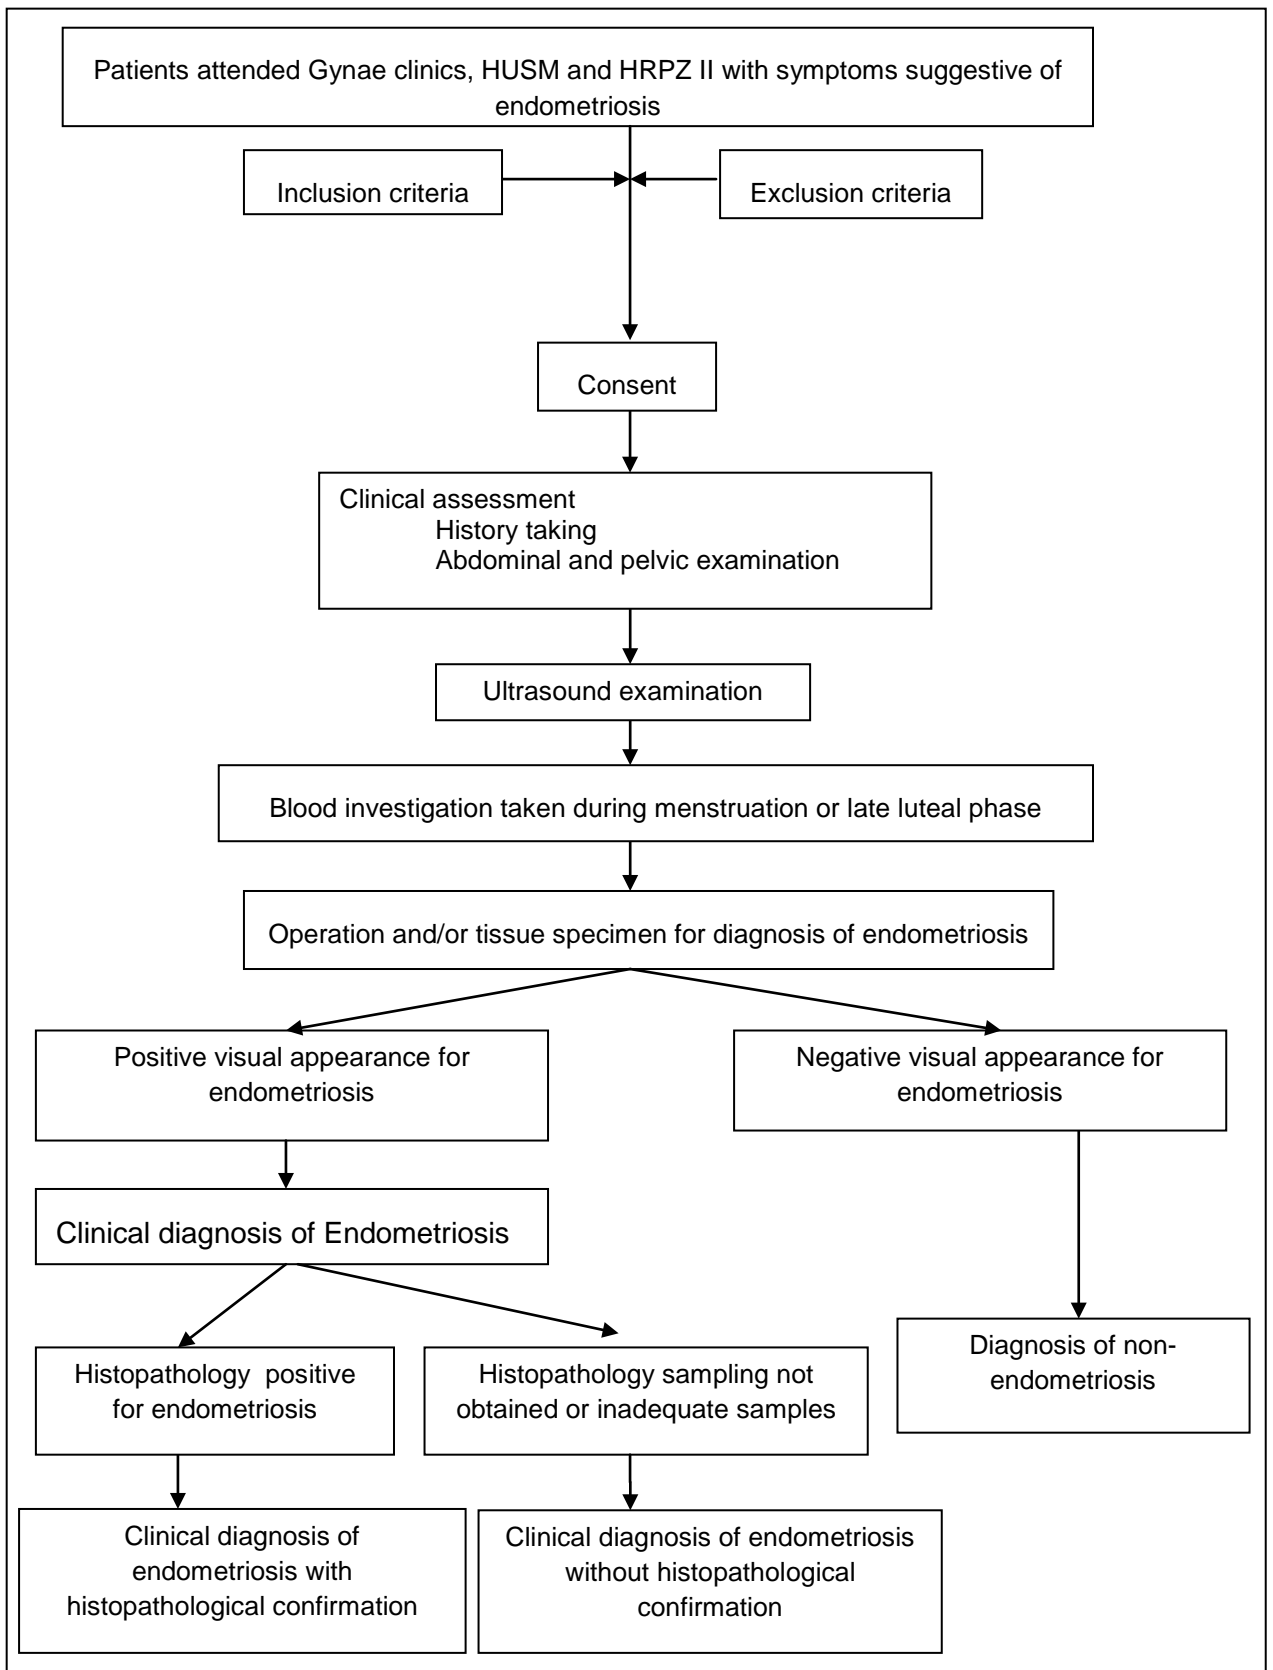 Patients attended Gynae clinics, HUSM and HRPZ II with symptoms suggestive of
endometriosis
Inclusion criteria
Exclusion criteria
Consent
Clinical assessment
History taking
Abdominal and pelvic examination
Ultrasound examination
Blood investigation taken during menstruation or late luteal phase
Operation and/or tissue specimen for diagnosis of endometriosis
Positive visual appearance for
endometriosis
Negative visual appearance for
endometriosis
Clinical diagnosis of Endometriosis
Histopathology positive
for endometriosis
Histopathology sampling not
obtained or inadequate samples
Diagnosis of non-
endometriosis
Clinical diagnosis of
endometriosis with
histopathological confirmation
Clinical diagnosis of endometriosis
without histopathological
confirmation